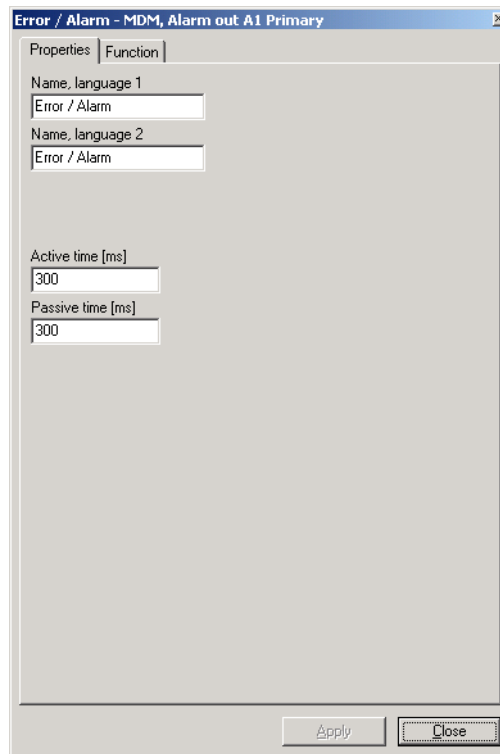 Error / Alarm - MDM, Alarm out A1 Primary
Properties Function
Name, language 1
Error / Alarm
Name, language 2
Error / Alarm
Active time [ms]
300
Passive time [ms]
300
Apply Close